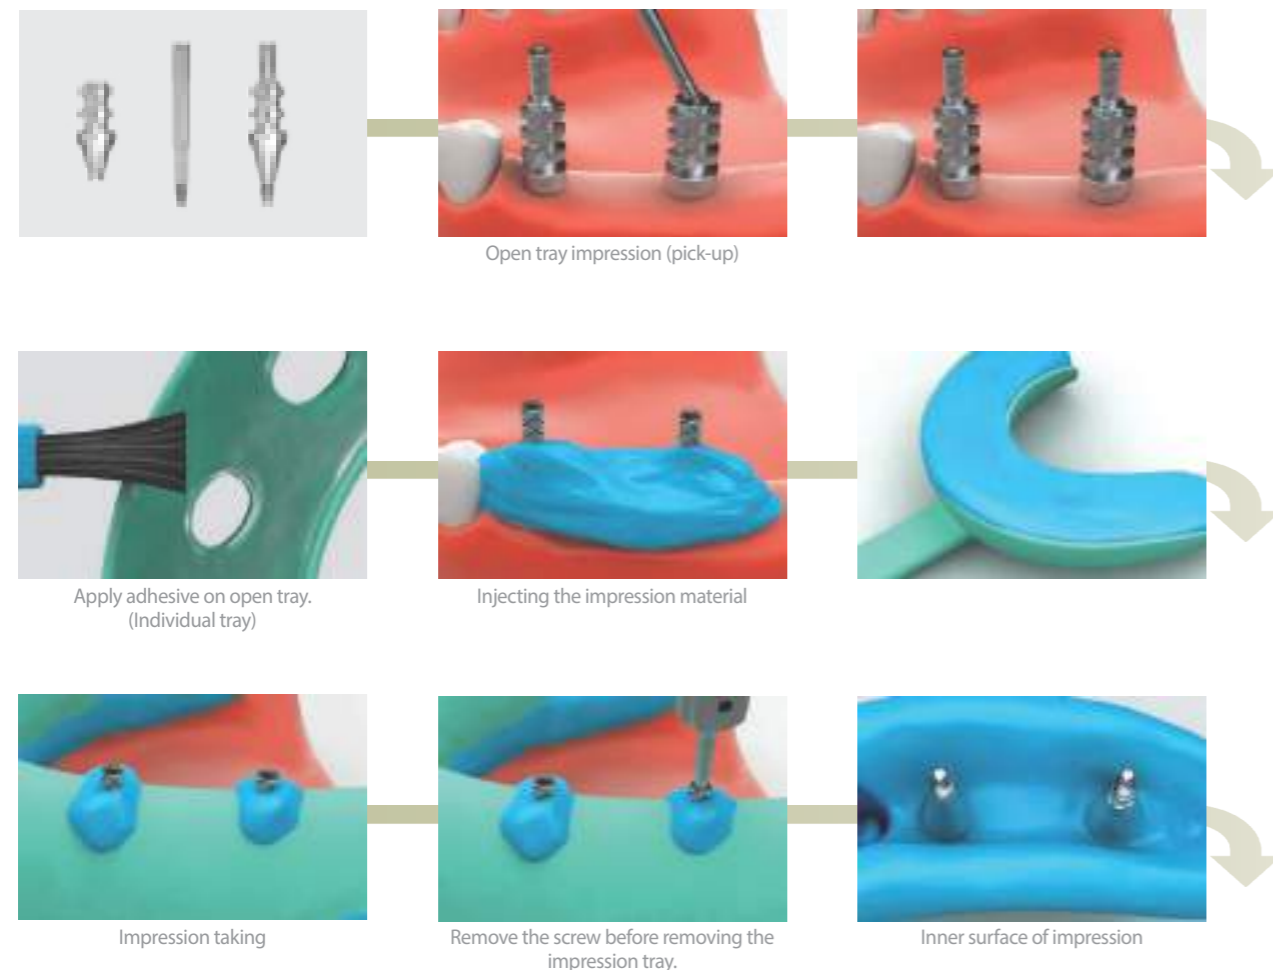 Open tray impression (pick-up)
Apply adhesive on open tray.
(Individual tray)
Injecting the impression material
Impression taking
Remove the screw before removing the
impression tray.
Inner surface of impression